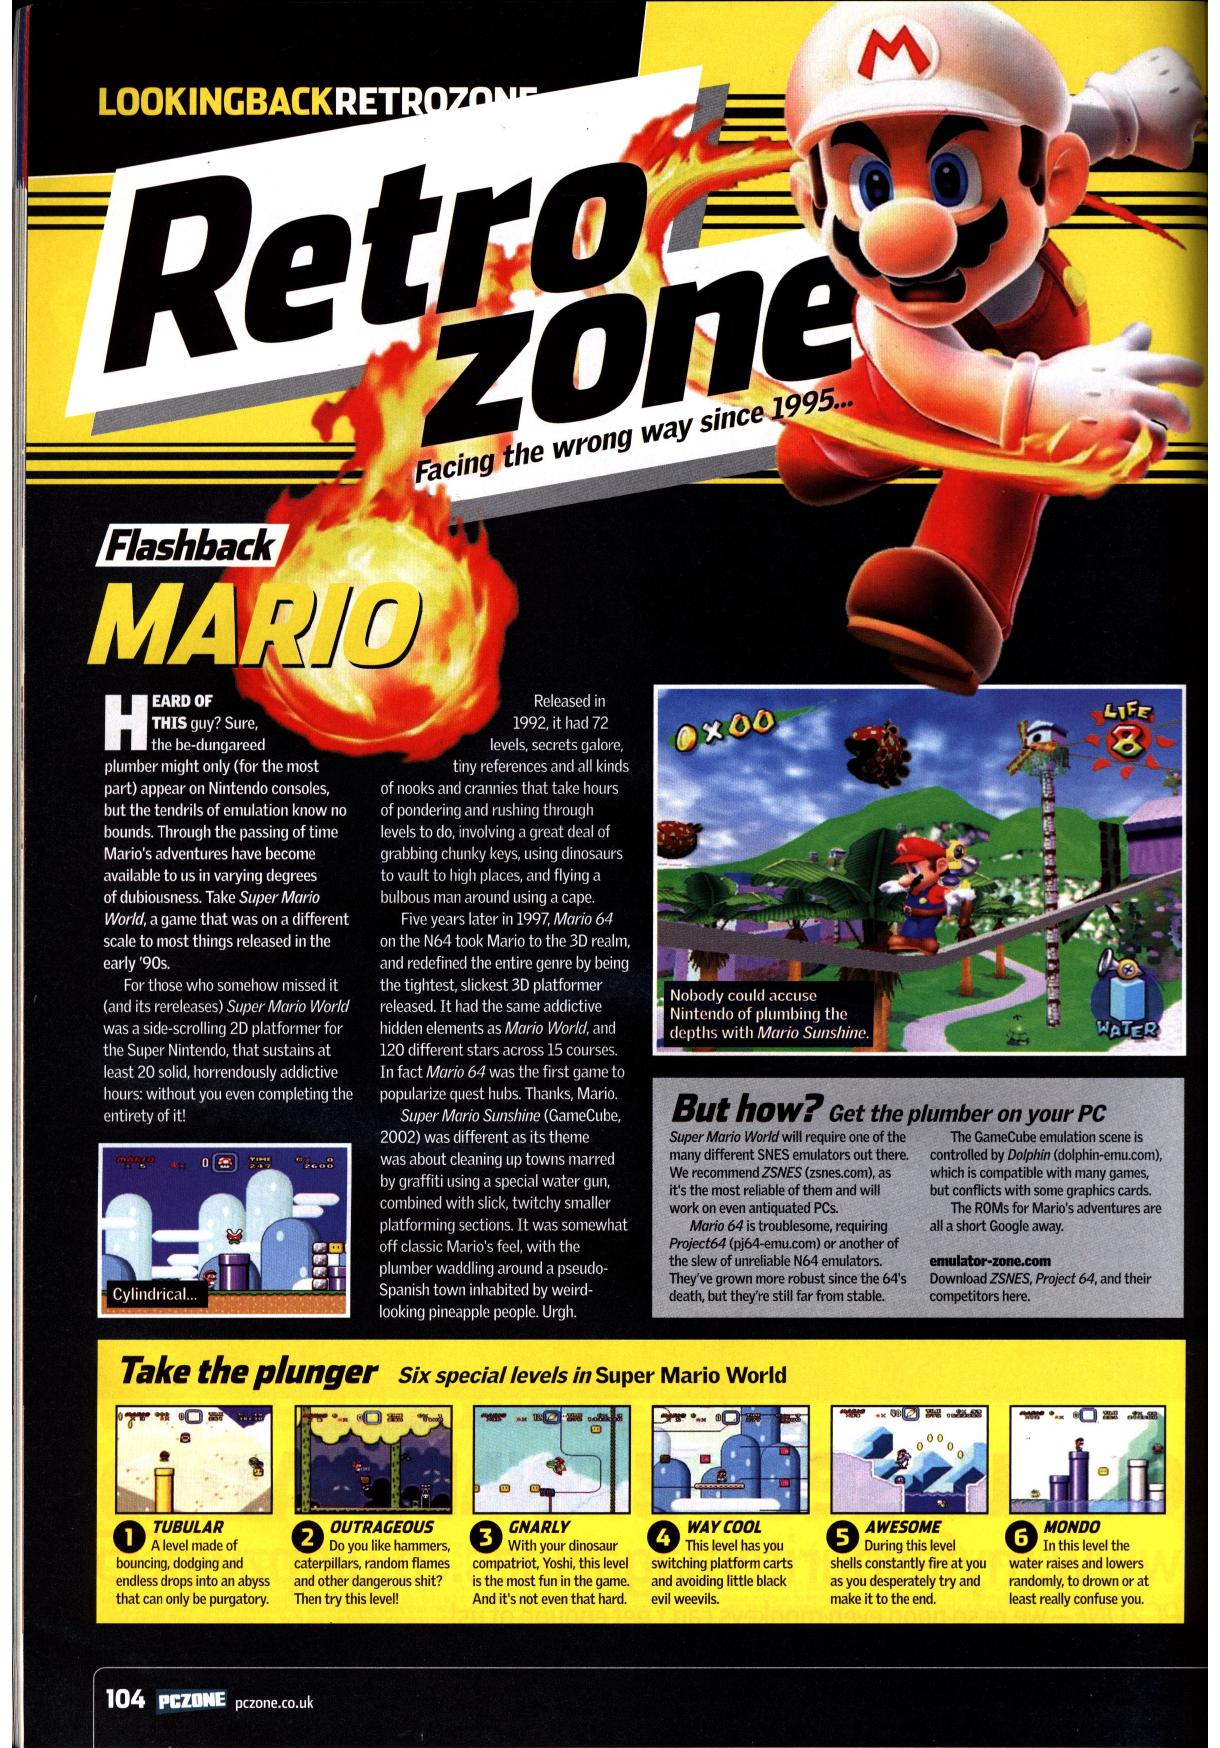 LOOKINGBACKRETROZONE
Retro
zone
Facing the wrong way since 1995...
Flashback
MARIO
HEARD OF
THIS guy? Sure,
the be-dungareed
plumber might only (for the most
part) appear on Nintendo consoles,
but the tendrils of emulation know no
bounds. Through the passing of time
Mario's adventures have become
available to us in varying degrees
of dubiousness. Take Super Mario
World, a game that was on a different
scale to most things released in the
early '90s.
For those who somehow missed it
(and its rereleases) Super Mario World
was a side-scrolling 2D platformer for
the Super Nintendo, that sustains at
least 20 solid, horrendously addictive
hours: without you even completing the
entirety of it!
Cylindrical...
Released in
1992, it had 72
levels, secrets galore,
tiny references and all kinds
of nooks and crannies that take hours
of pondering and rushing through
levels to do, involving a great deal of
grabbing chunky keys, using dinosaurs
to vault to high places, and flying a
bulbous man around using a cape.
Five years later in 1997, Mario 64
on the N64 took Mario to the 3D realm,
and redefined the entire genre by being
the tightest, slickest 3D platformer
released. It had the same addictive
hidden elements as Mario World, and
120 different stars across 15 courses.
In fact Mario 64 was the first game to
popularize quest hubs. Thanks, Mario.
Super Mario Sunshine (GameCube,
2002) was different as its theme
was about cleaning up towns marred
by graffiti using a special water gun,
combined with slick, twitchy smaller
platforming sections. It was somewhat
off classic Mario's feel, with the
plumber waddling around a pseudo-
Spanish town inhabited by weird-
looking pineapple people. Urgh.
0x00
LIFE
8
WATER
Nobody could accuse
Nintendo of plumbing the
depths with Mario Sunshine.
But how? Get the plumber on your PC
Super Mario World will require one of the
many different SNES emulators out there.
We recommend ZSNES (zsnes.com), as
it's the most reliable of them and will
work on even antiquated PCs.
Mario 64 is troublesome, requiring
Project64 (pj64-emu.com) or another of
the slew of unreliable N64 emulators.
They've grown more robust since the 64's
death, but they're still far from stable.
The GameCube emulation scene is
controlled by Dolphin (dolphin-emu.com),
which is compatible with many games,
but conflicts with some graphics cards.
The ROMs for Mario's adventures are
all a short Google away.
emulator-zone.com
Download ZSNES, Project 64, and their
competitors here.
Take the plunger Six special levels in Super Mario World
1 TUBULAR
A level made of
bouncing, dodging and
endless drops into an abyss
that can only be purgatory.
2 OUTRAGEOUS
Do you like hammers,
caterpillars, random flames
and other dangerous shit?
Then try this level!
3 GNARLY
With your dinosaur
compatriot, Yoshi, this level
is the most fun in the game.
And it's not even that hard.
4 WAY COOL
This level has you
switching platform carts
and avoiding little black
evil weevils.
5 AWESOME
During this level
shells constantly fire at you
as you desperately try and
make it to the end.
6 MONDO
In this level the
water raises and lowers
randomly, to drown or at
least really confuse you.
104 PCZONE pczone.co.uk